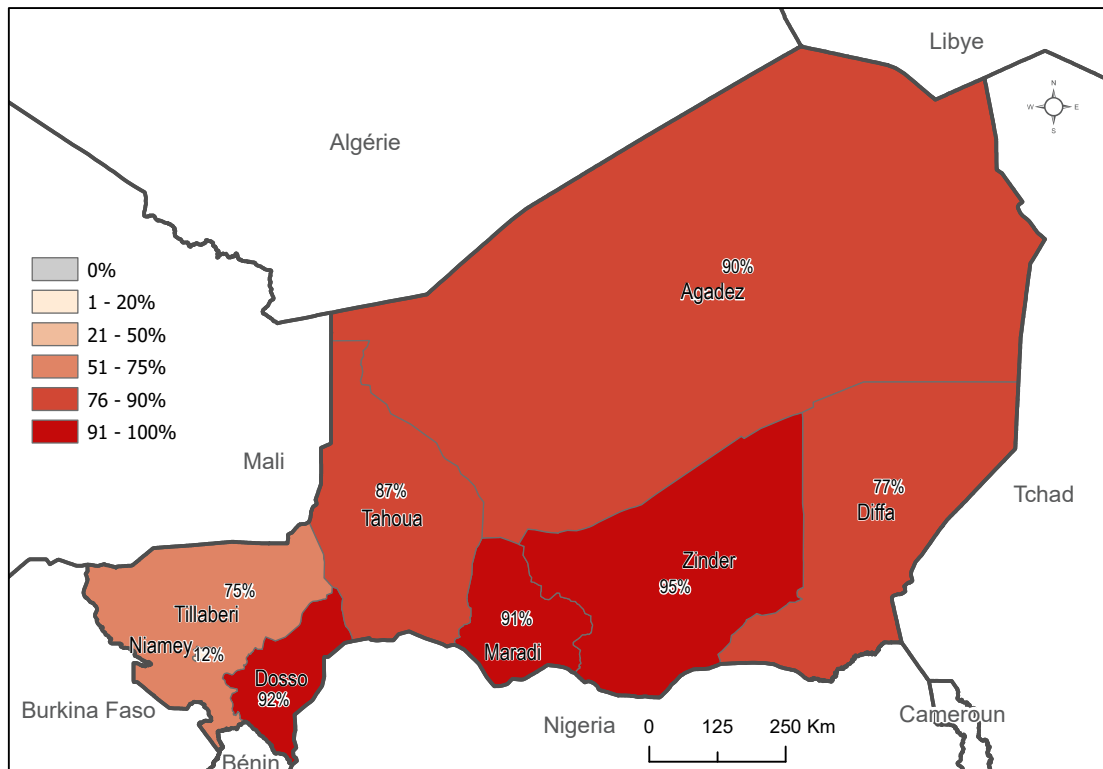 Libye
N
W E
S
Algérie
90%
Agadez
0%
1 - 20%
21 - 50%
51 - 75%
76 - 90%
91 - 100%
Mali
87%
Tahoua
77%
Diffa
Tchad
Zinder
95%
75%
Tillaberi
91%
Maradi
Niamey
12%
Dosso
92%
Burkina Faso
Nigeria
0 125 250 Km
Cameroun
Bénin